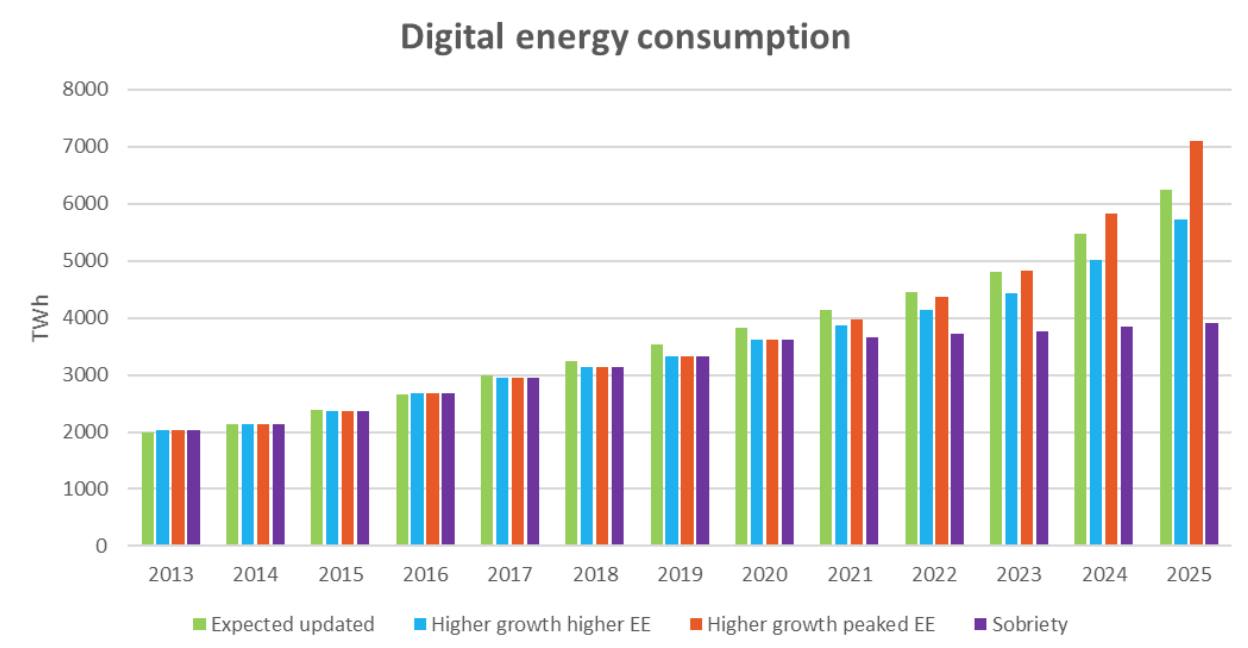 Digital energy consumption
8000
7000
6000
5000
4000
3000
2000
1000
0
TWh
2013 2014 2015 2016 2017 2018 2019 2020 2021 2022 2023 2024 2025
Expected updated Higher growth higher EE Higher growth peaked EE Sobriety